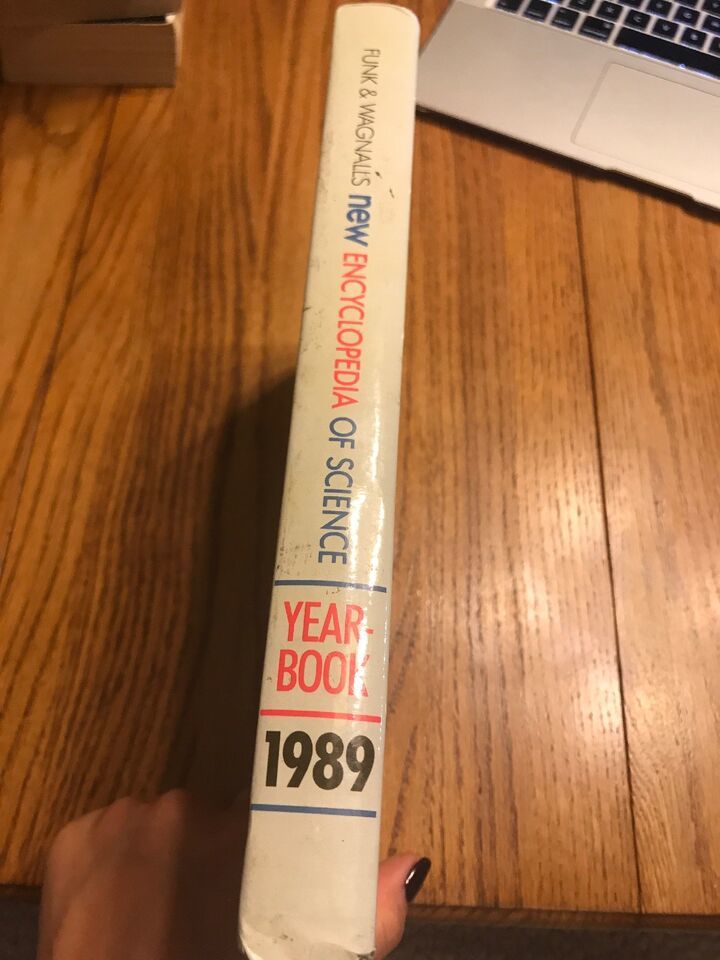 FUNK & WAGNALLS new ENCYCLOPEDIA OF SCIENCE
YEAR-
BOOK
1989